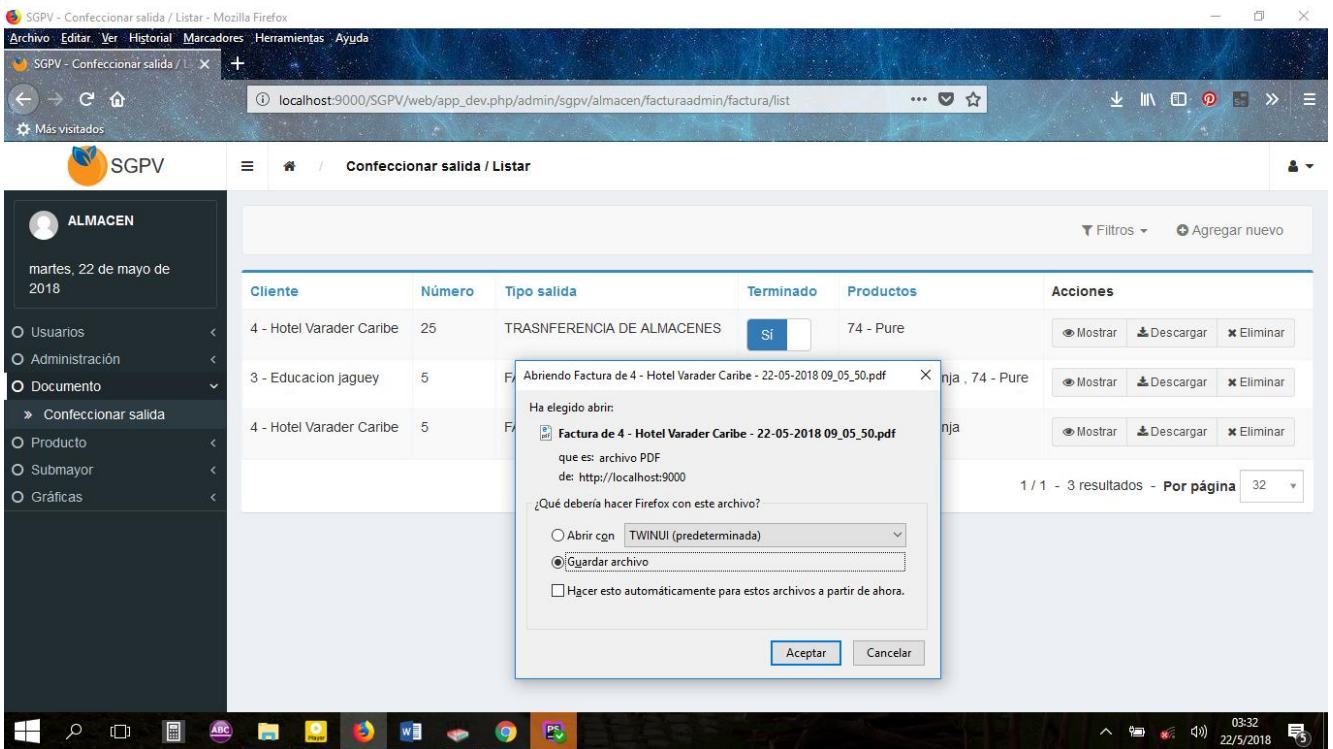 SGPV - Confeccionar salida / Listar - Mozilla Firefox
Archivo Editar Ver Historial Marcadores Herramientas Ayuda
SGPV - Confeccionar salida / L
localhost:9000/SGPV/web/app_dev.php/admin/sgpv/almacen/facturaadmin/factura/list
Más visitados
SGPV
/ Confeccionar salida / Listar
ALMACEN
martes, 22 de mayo de
2018
Usuarios
Administración
Documento
» Confeccionar salida
Producto
Submayor
Gráficas
Filtros Agregar nuevo
Cliente Número Tipo salida Terminado Productos Acciones
4 - Hotel Varader Caribe 25 TRASNFERENCIA DE ALMACENES Sí 74 - Pure Mostrar Descargar Eliminar
3 - Educacion jaguey 5 nja , 74 - Pure Mostrar Descargar Eliminar
4 - Hotel Varader Caribe 5 nja Mostrar Descargar Eliminar
1 / 1 - 3 resultados - Por página 32
Abriendo Factura de 4 - Hotel Varader Caribe - 22-05-2018 09_05_50.pdf
Ha elegido abrir:
Factura de 4 - Hotel Varader Caribe - 22-05-2018 09_05_50.pdf
que es: archivo PDF
de: http://localhost:9000
¿Qué debería hacer Firefox con este archivo?
Abrir con TWINUI (predeterminada)
Guardar archivo
Hacer esto automáticamente para estos archivos a partir de ahora.
Aceptar Cancelar
ABC
Player
PS
03:32
22/5/2018
5